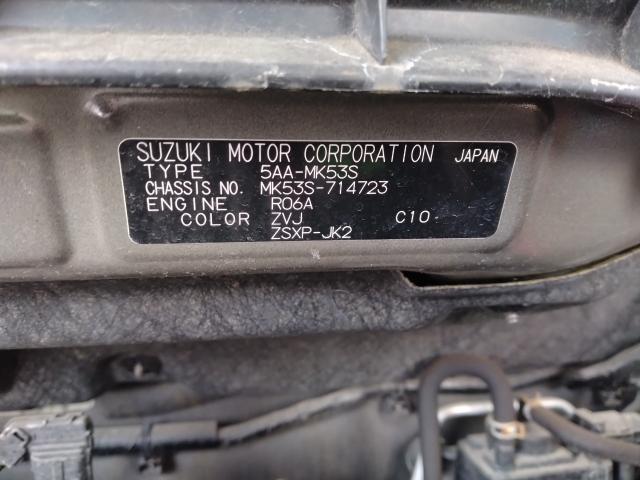 SUZUKI MOTOR CORPORATION JAPAN
TYPE 5AA-MK53S
CHASSIS NO. MK53S-714723
ENGINE R06A
COLOR ZVJ C10
ZSXP-JK2